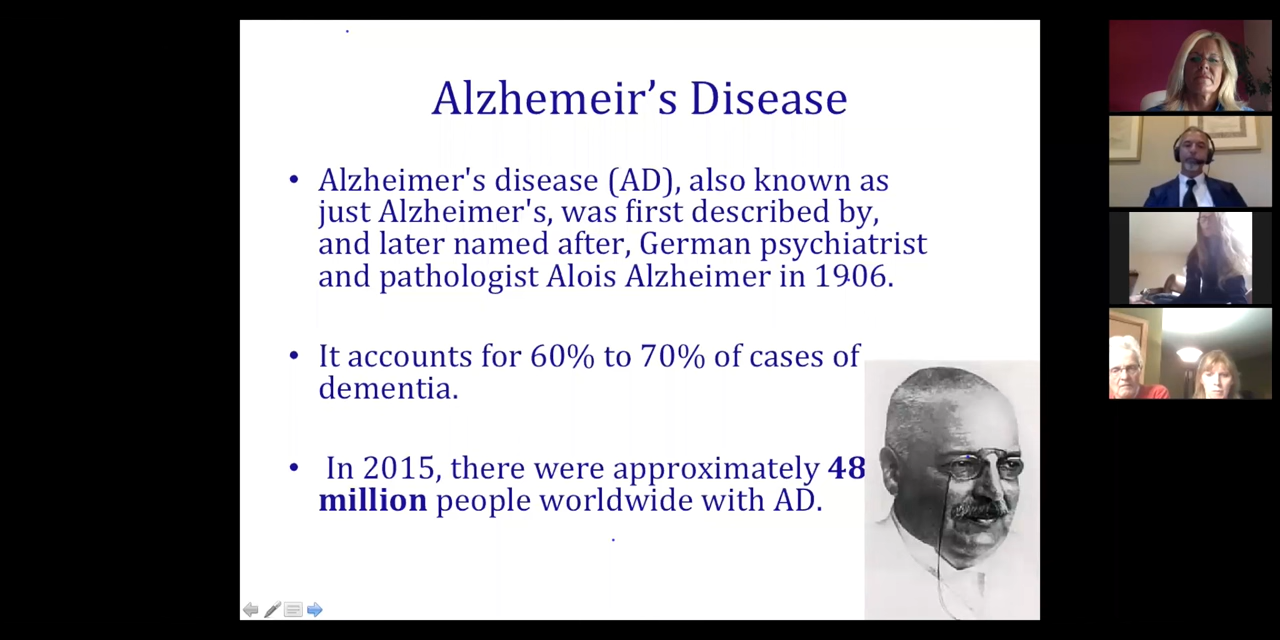 Alzhemeir’s Disease
• Alzheimer's disease (AD), also known as
just Alzheimer's, was first described by,
and later named after, German psychiatrist
and pathologist Alois Alzheimer in 1906.
• It accounts for 60% to 70% of cases of
dementia.
• In 2015, there were approximately 48
million people worldwide with AD.